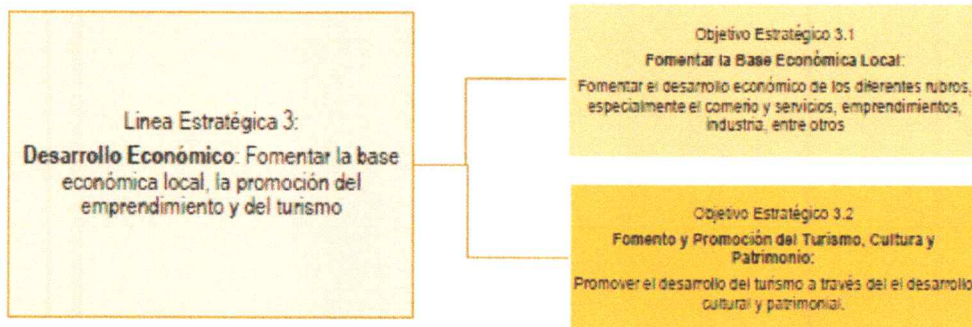 Linea Estratégica 3:
Desarrollo Económico: Fomentar la base
económica local, la promoción del
emprendimiento y del turismo
Objetivo Estratégico 3.1
Fomentar la Base Económica Local:
Fomentar el desarrollo económico de los diferentes rubros,
especialmente el comerio y servicios, emprendimientos,
industria, entre otros
Objetivo Estratégico 3.2
Fomento y Promoción del Turismo, Cultura y
Patrimonio:
Promover el desarrollo del turismo a través del el desarrollo
cultural y patrimonial.